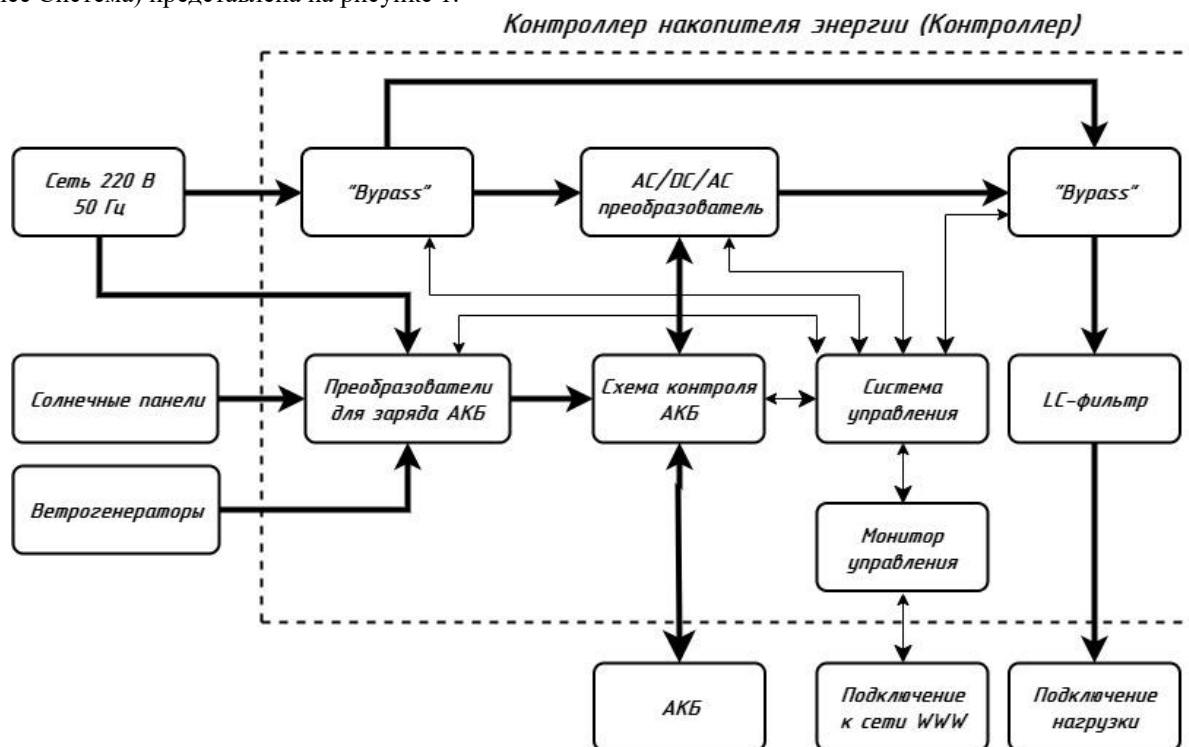 нее Система) представлена на рисунке 1.
Контроллер накопителя энергии (Контроллер)
Сеть 220 В
50 Гц
"Bypass"
AC/DC/AC
преобразователь
"Bypass"
Солнечные панели
Преобразователи
для заряда АКБ
Схема контроля
АКБ
Система
управления
LC-фильтр
Ветрогенераторы
Монитор
управления
АКБ
Подключение
к сети WWW
Подключение
нагрузки